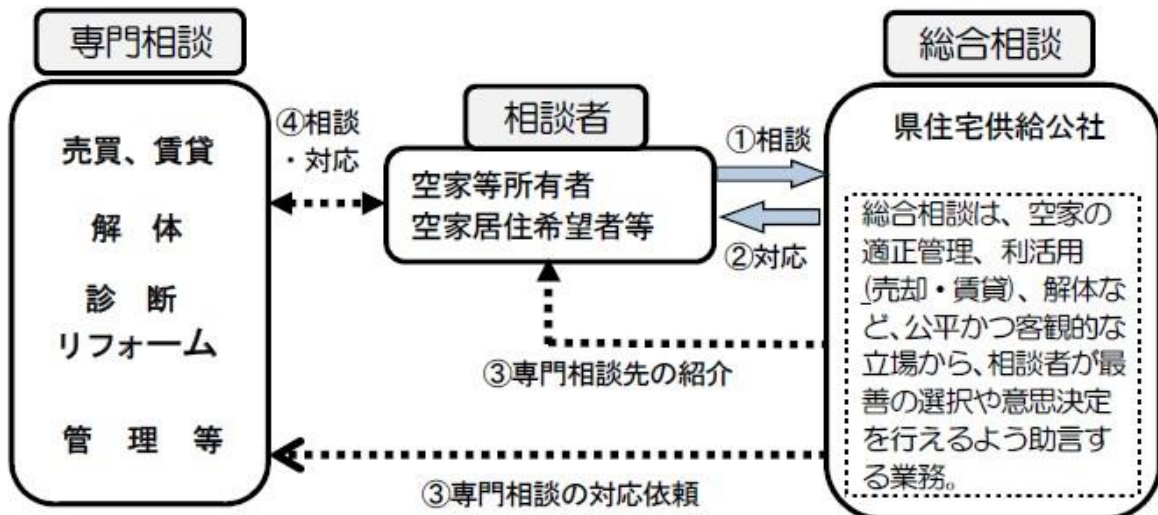 専門相談
売買、賃貸
解　体
診　断
リフォーム
管　理　等
④相談
・対応
相談者
空家等所有者
空家居住希望者等
①相談
②対応
③専門相談先の紹介
③専門相談の対応依頼
総合相談
県住宅供給公社
総合相談は、空家の
適正管理、利活用
(売却・賃貸)、解体な
ど、公平かつ客観的な
立場から、相談者が最
善の選択や意思決定
を行えるよう助言す
る業務。